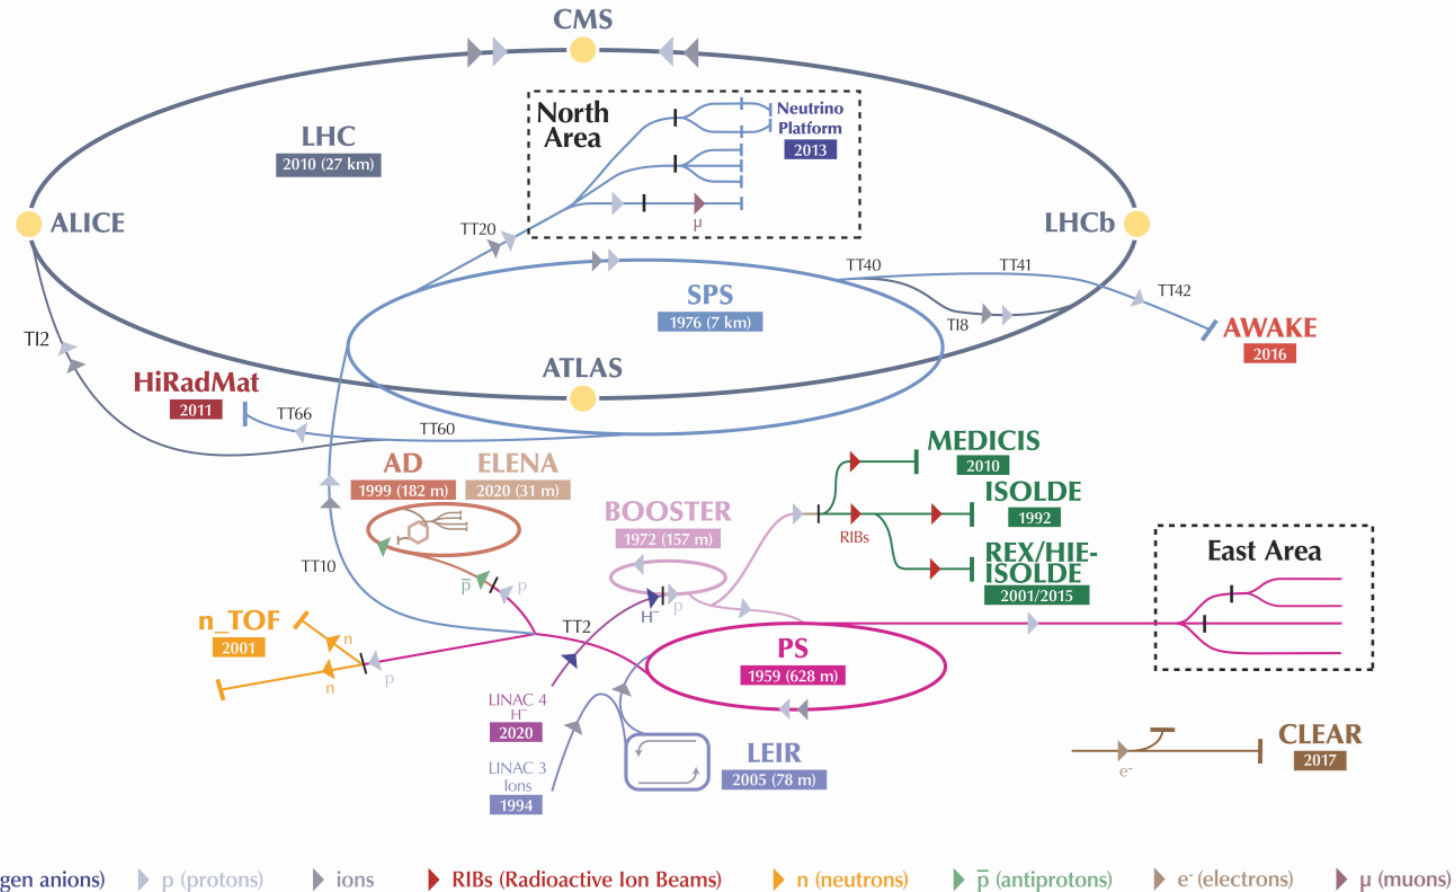 CMS
North
Area
Neutrino
Platform
2013
LHC
2010 (27 km)
μ
ALICE
LHCb
TT20
TT40
TT41
TT42
SPS
1976 (7 km)
TI8
AWAKE
2016
TI2
ATLAS
HiRadMat
2011
TT66
TT60
AD
1999 (182 m)
ELENA
2020 (31 m)
MEDICIS
2010
BOOSTER
1972 (157 m)
ISOLDE
1992
RIBs
REX/HIE-
ISOLDE
2001/2015
East Area
TT10
p̅
p
H⁻
p
n_TOF
2001
n
n
p
TT2
PS
1959 (628 m)
LINAC 4
H⁻
2020
LINAC 3
Ions
1994
LEIR
2005 (78 m)
CLEAR
2017
e⁻
gen anions)
p (protons)
ions
RIBs (Radioactive Ion Beams)
n (neutrons)
p̅ (antiprotons)
e⁻ (electrons)
μ (muons)